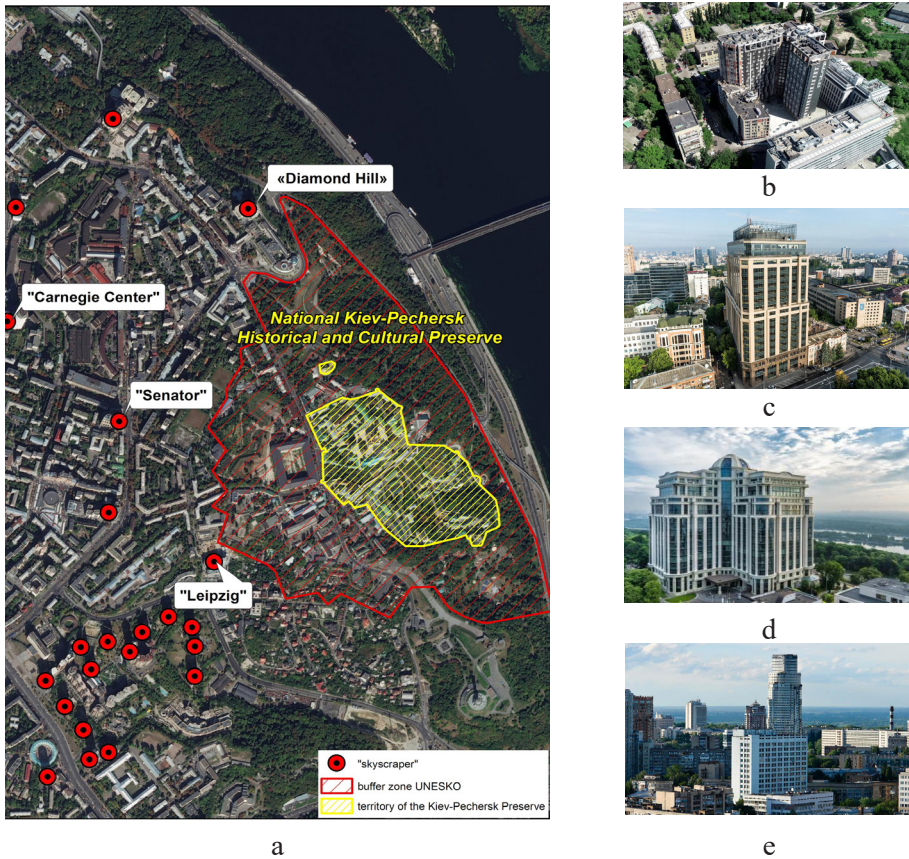 «Diamond Hill»
"Carnegie Center"
National Kiev-Pechersk
Historical and Cultural Preserve
"Senator"
"Leipzig"
"skyscraper"
buffer zone UNESKO
territory of the Kiev-Pechersk Preserve
a
b
c
d
e